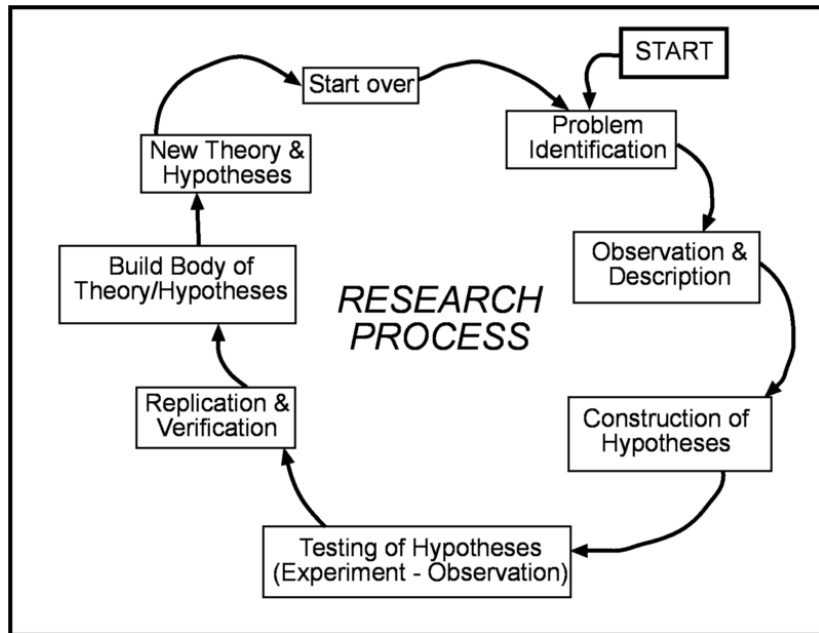 START
Problem
Identification
Observation &
Description
Construction of
Hypotheses
Testing of Hypotheses
(Experiment - Observation)
Replication &
Verification
Build Body of
Theory/Hypotheses
New Theory &
Hypotheses
Start over
RESEARCH
PROCESS